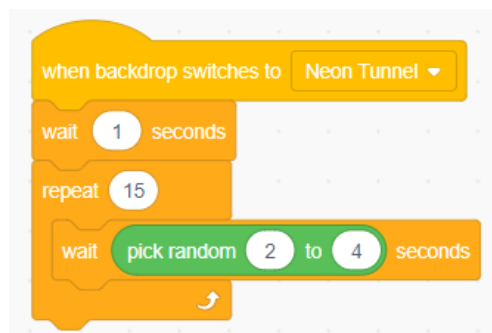 when backdrop switches to Neon Tunnel
wait 1 seconds
repeat 15
wait pick random 2 to 4 seconds